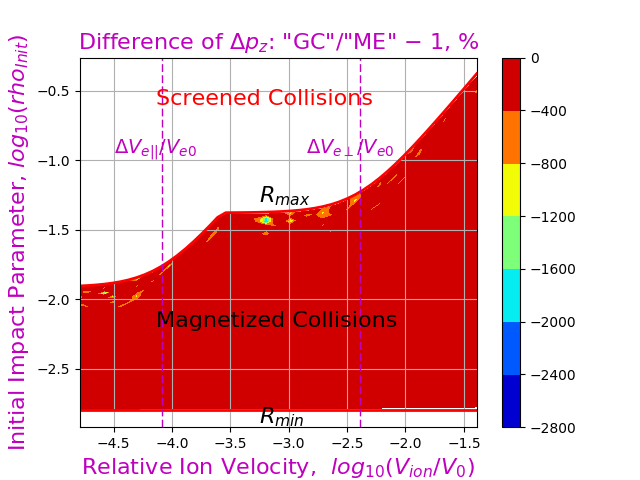 Difference of Δp_z: "GC"/"ME" − 1, %
Initial Impact Parameter, log_10(rho_Init)
−0.5
−1.0
−1.5
−2.0
−2.5
Screened Collisions
ΔV_e||/V_e0
ΔV_e⊥/V_e0
R_max
Magnetized Collisions
R_min
−4.5 −4.0 −3.5 −3.0 −2.5 −2.0 −1.5
Relative Ion Velocity, log_10(V_ion/V_0)
0
−400
−800
−1200
−1600
−2000
−2400
−2800